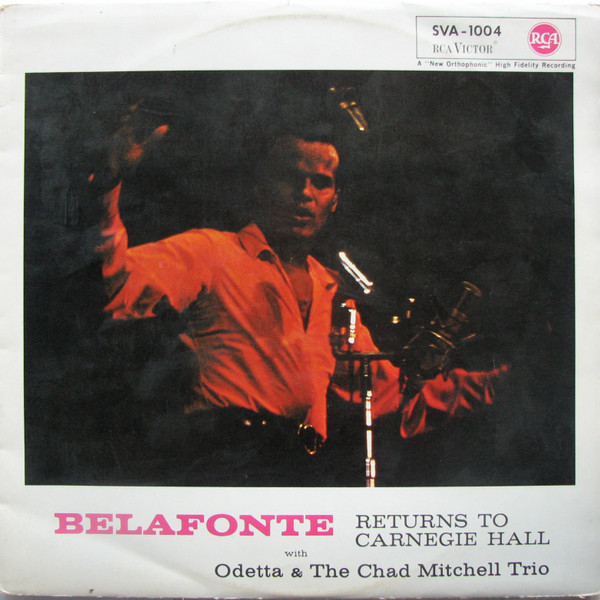 SVA-1004
RCA VICTOR®
RCA
A "New Orthophonic" High Fidelity Recording
BELAFONTE RETURNS TO
CARNEGIE HALL
with
Odetta & The Chad Mitchell Trio